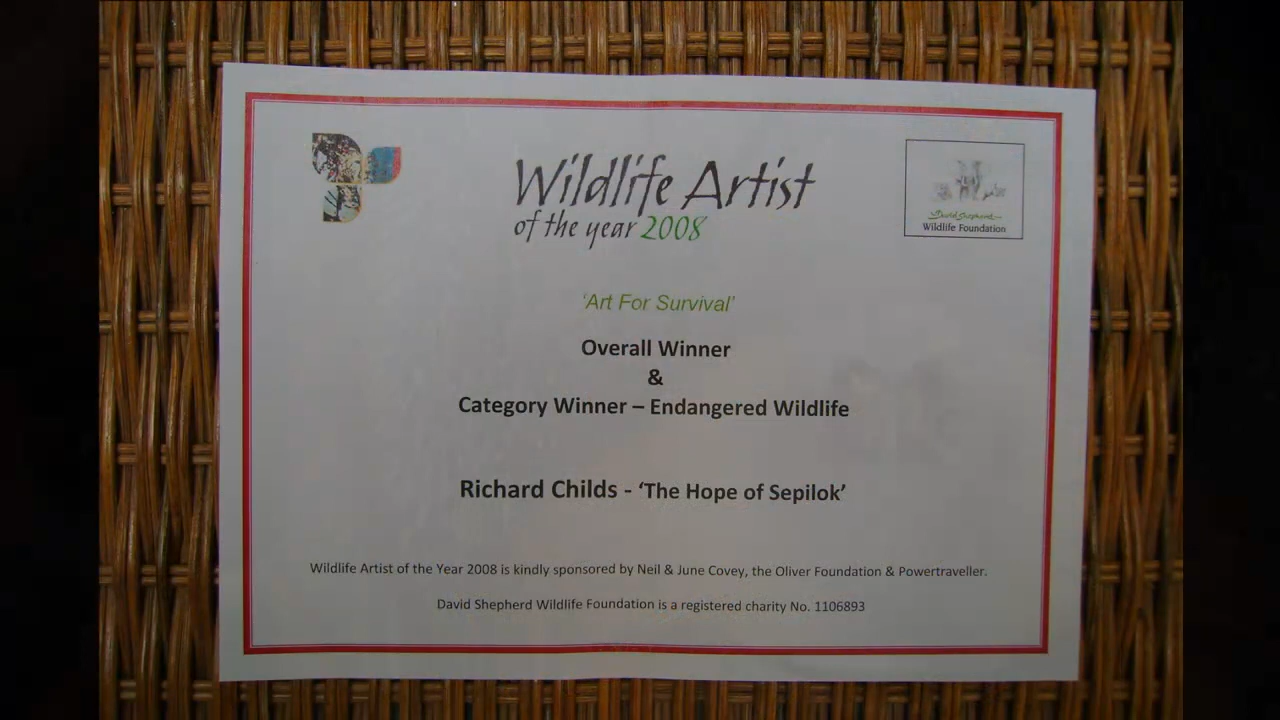 Wildlife Artist
of the year 2008
David Shepherd
Wildlife Foundation
'Art For Survival'
Overall Winner
&
Category Winner – Endangered Wildlife
Richard Childs - 'The Hope of Sepilok'
Wildlife Artist of the Year 2008 is kindly sponsored by Neil & June Covey, the Oliver Foundation & Powertraveller.
David Shepherd Wildlife Foundation is a registered charity No. 1106893